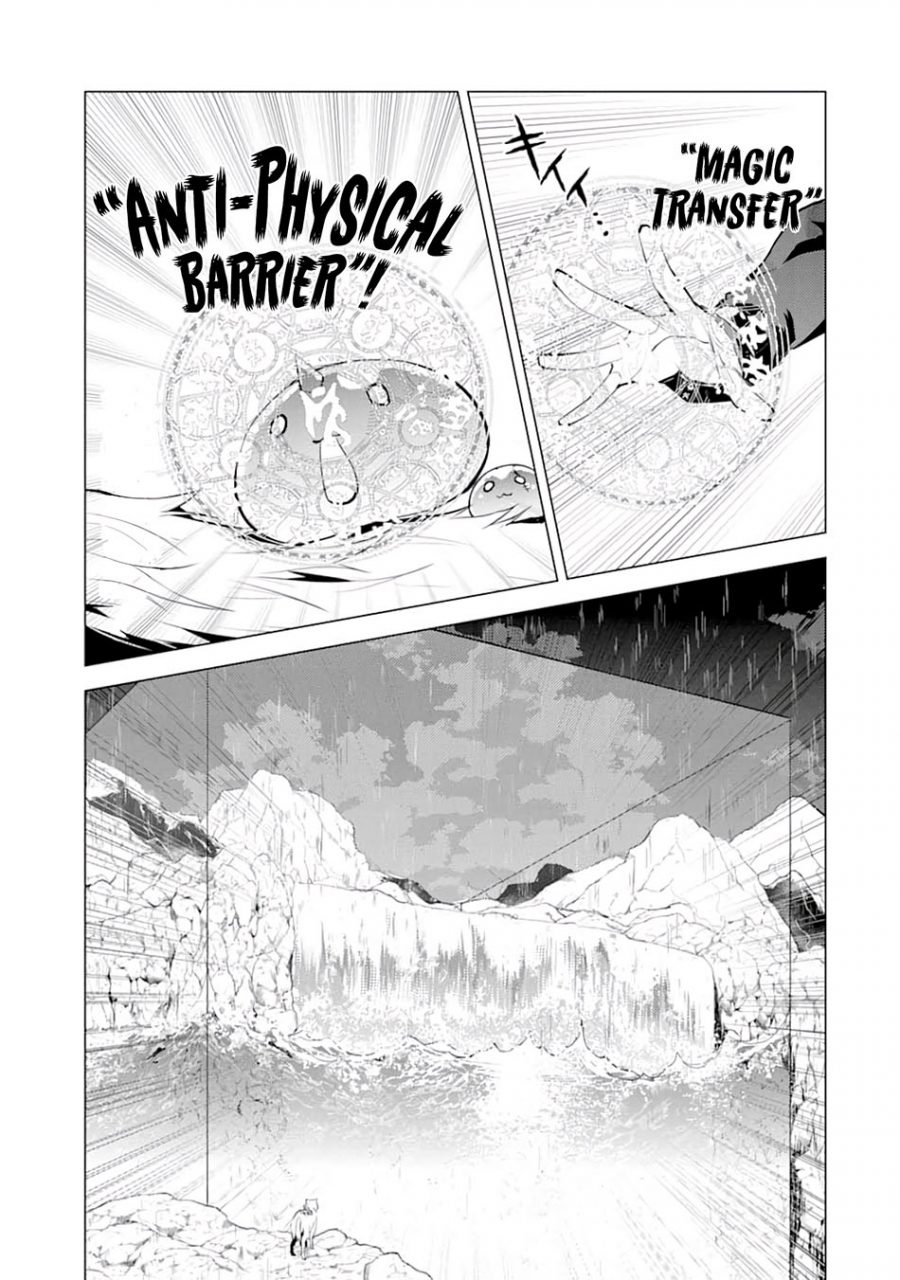 “MAGIC
TRANSFER”
キィィ...
“ANTI-PHYSICAL
BARRIER”!